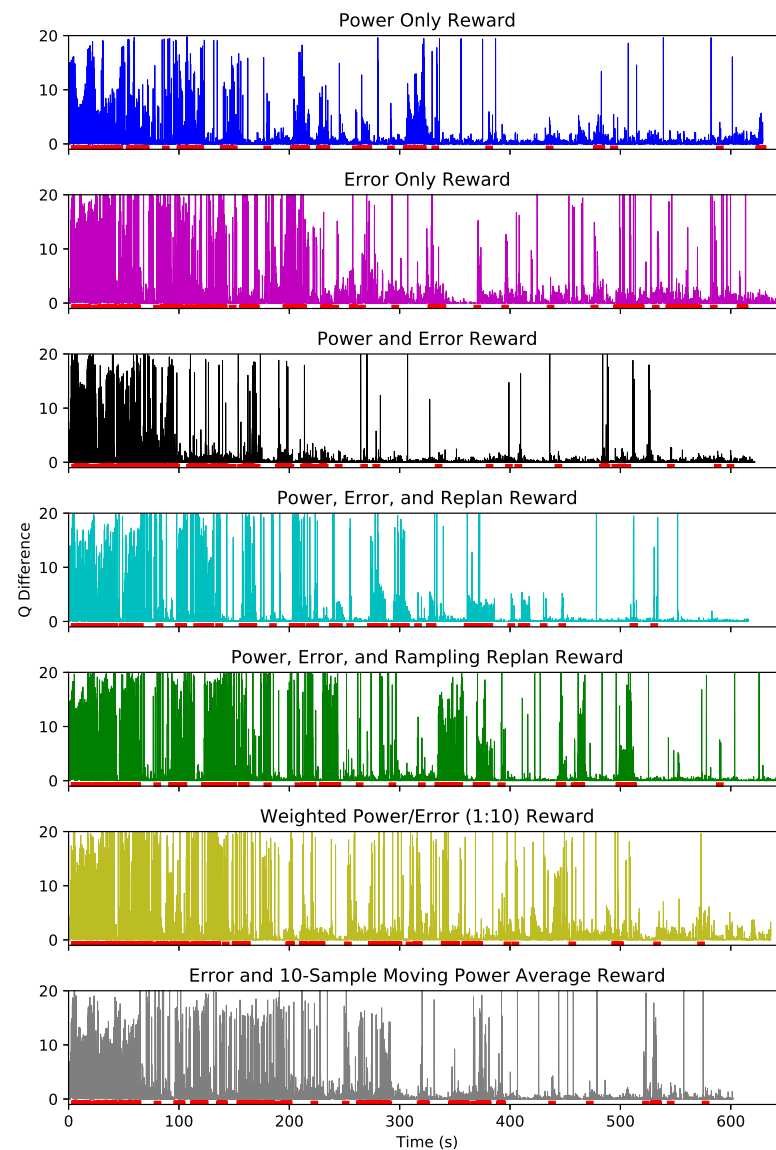 Power Only Reward
20
10
0
Error Only Reward
20
10
0
Power and Error Reward
20
10
0
Power, Error, and Replan Reward
20
10
0
Q Difference
Power, Error, and Rampling Replan Reward
20
10
0
Weighted Power/Error (1:10) Reward
20
10
0
Error and 10-Sample Moving Power Average Reward
20
10
0
0 100 200 300 400 500 600
Time (s)